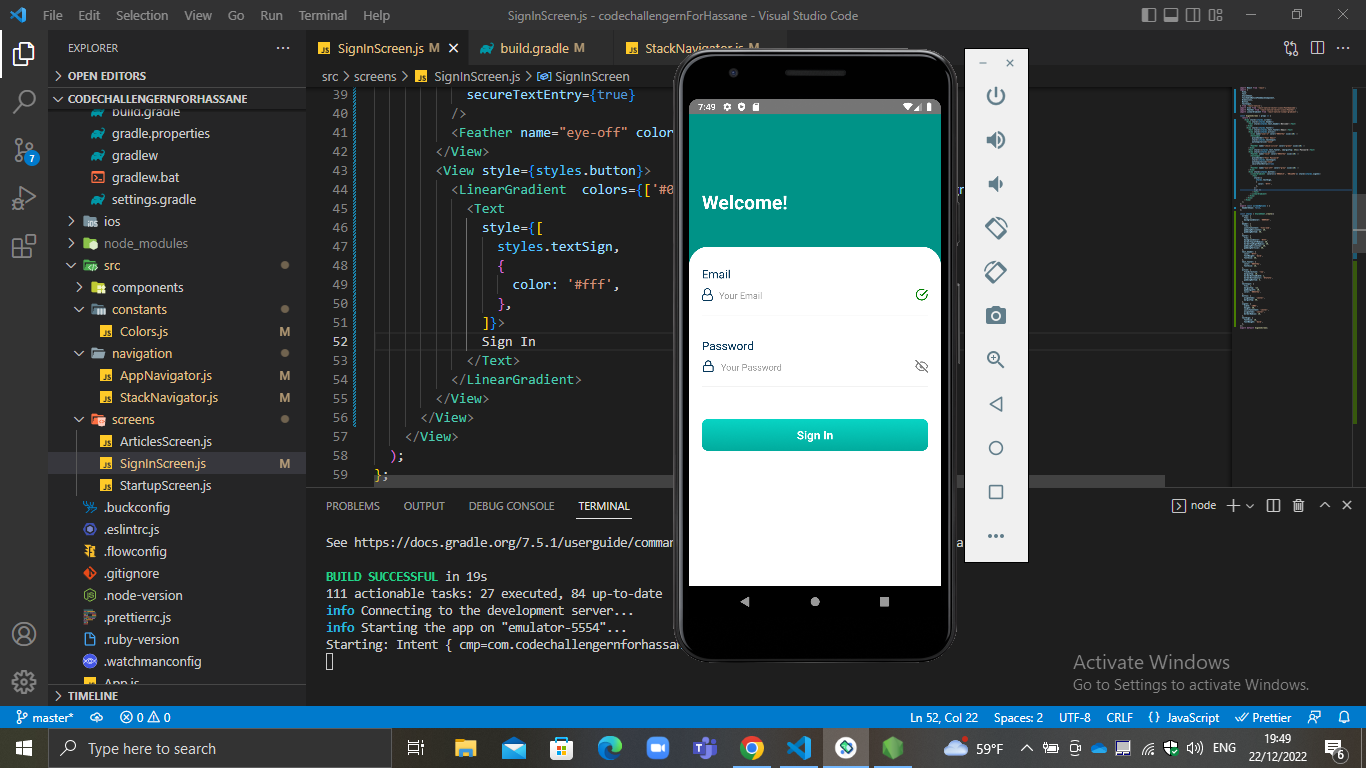 File Edit Selection View Go Run Terminal Help
SignInScreen.js - codechallengernForHassane - Visual Studio Code
EXPLORER
OPEN EDITORS
CODECHALLENGERNFORHASSANE
build.gradle
gradle.properties
gradlew
gradlew.bat
settings.gradle
ios
node_modules
src
components
constants
Colors.js M
navigation
AppNavigator.js M
StackNavigator.js M
screens
ArticlesScreen.js
SignInScreen.js M
StartupScreen.js
.buckconfig
.eslintrc.js
.flowconfig
.gitignore
.node-version
.prettierrc.js
.ruby-version
.watchmanconfig
App.js
TIMELINE
7
SignInScreen.js M
build.gradle M
StackNavigator.js M
src > screens > SignInScreen.js > SignInScreen
39 secureTextEntry={true}
40 />
41 <Feather name="eye-off" color
42 </View>
43 <View style={styles.button}>
44 <LinearGradient colors={['#0
45 <Text
46 style={[
47 styles.textSign,
48 {
49 color: '#fff',
50 },
51 ]}>
52 Sign In
53 </Text>
54 </LinearGradient>
55 </View>
56 </View>
57 </View>
58 );
59 };
PROBLEMS OUTPUT DEBUG CONSOLE TERMINAL
node
See https://docs.gradle.org/7.5.1/userguide/comman
BUILD SUCCESSFUL in 19s
111 actionable tasks: 27 executed, 84 up-to-date
info Connecting to the development server...
info Starting the app on "emulator-5554"...
Starting: Intent { cmp=com.codechallengernforhassan
7:49
Welcome!
Email
Your Email
Password
Your Password
Sign In
Activate Windows
Go to Settings to activate Windows.
master* 0 0
Ln 52, Col 22 Spaces: 2 UTF-8 CRLF {} JavaScript Prettier
Type here to search
59°F
ENG
19:49
22/12/2022
6